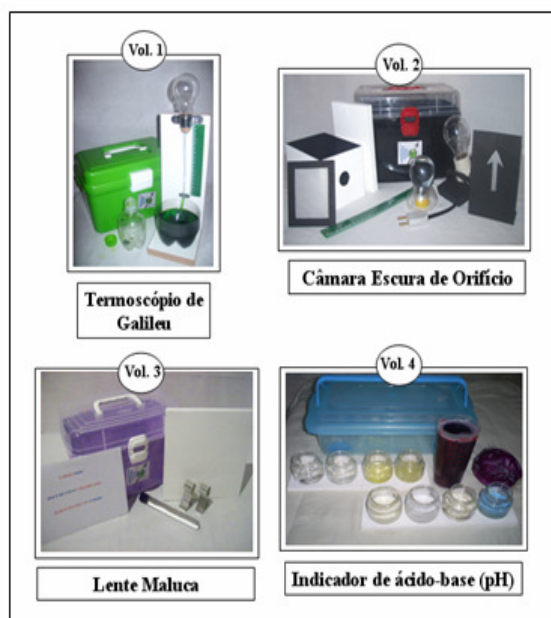 Vol. 1
Termoscópio de
Galileu
Vol. 2
Câmara Escura de Orifício
Vol. 3
Lente Maluca
Vol. 4
Indicador de ácido-base (pH)